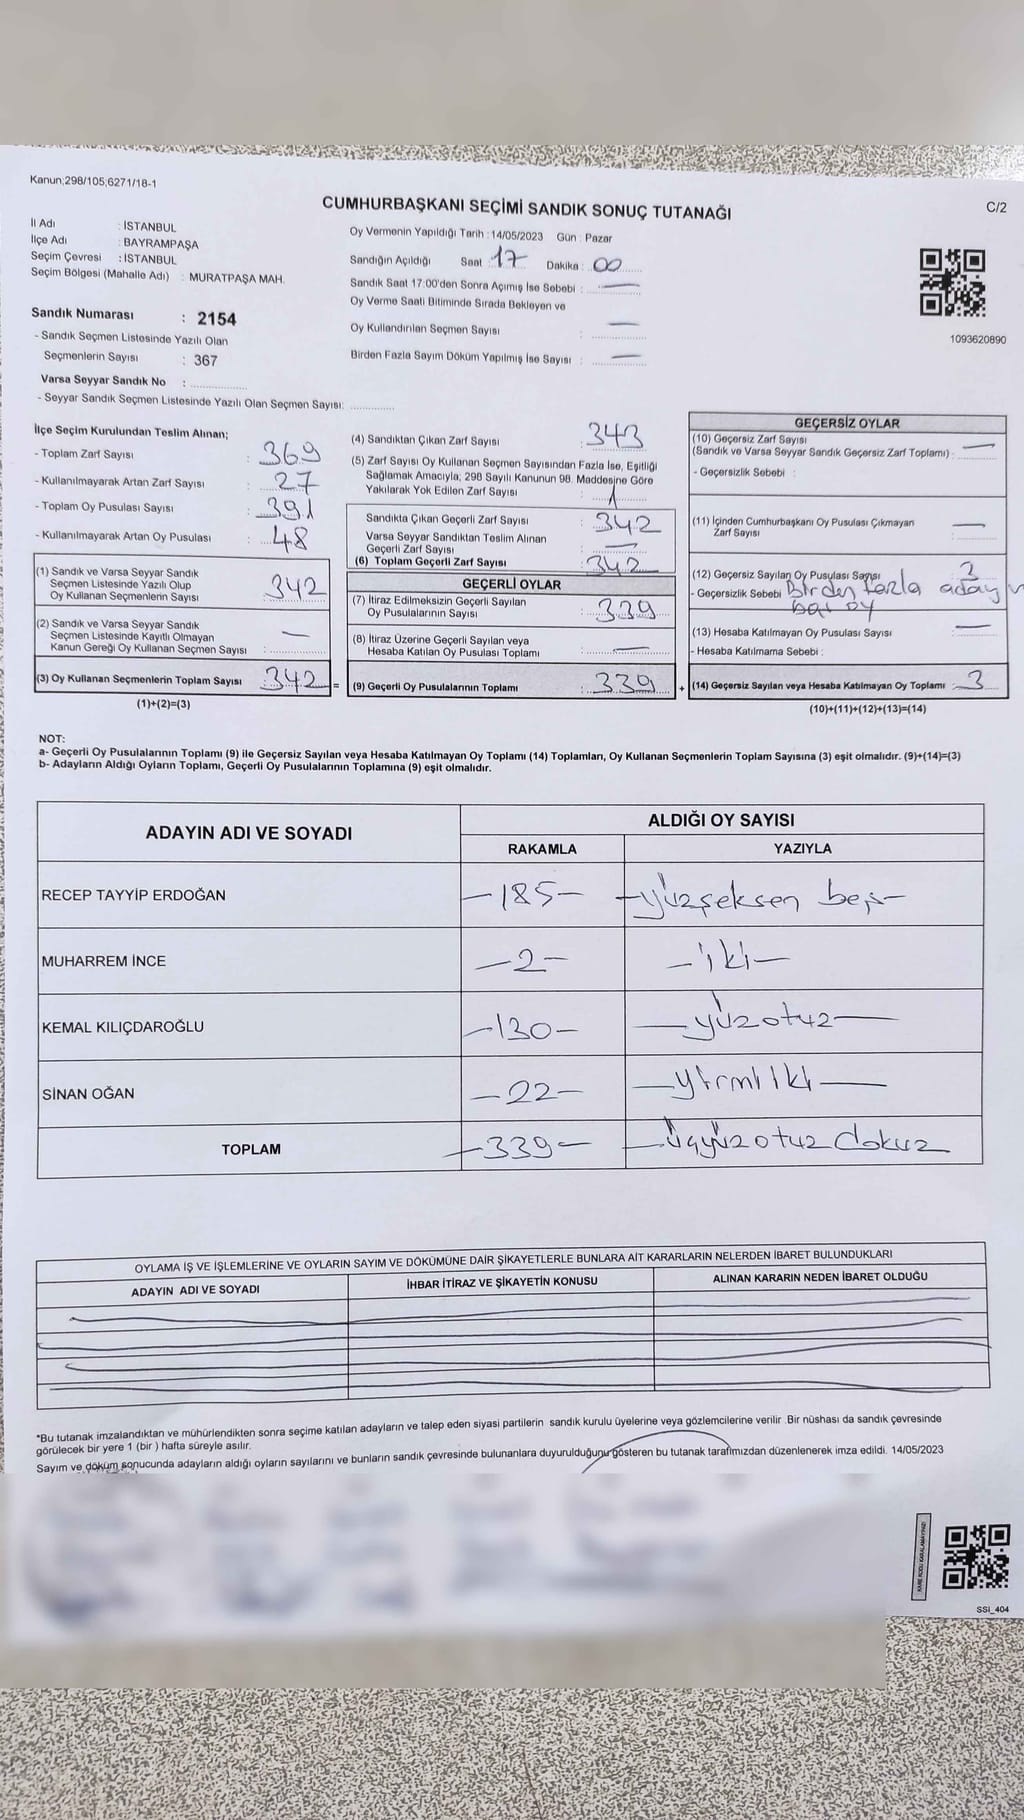 Kanun;298/105;6271/18-1
CUMHURBAŞKANI SEÇİMİ SANDIK SONUÇ TUTANAĞI
C/2
İl Adı : İSTANBUL
İlçe Adı : BAYRAMPAŞA
Seçim Çevresi : İSTANBUL
Seçim Bölgesi (Mahalle Adı) : MURATPAŞA MAH.
Sandık Numarası : 2154
- Sandık Seçmen Listesinde Yazılı Olan
Seçmenlerin Sayısı : 367
Varsa Seyyar Sandık No :
- Seyyar Sandık Seçmen Listesinde Yazılı Olan Seçmen Sayısı:
Oy Vermenin Yapıldığı Tarih : 14/05/2023 Gün : Pazar
Sandığın Açıldığı Saat : 17 Dakika : 00
Sandık Saat 17:00'den Sonra Açımış İse Sebebi : —
Oy Verme Saati Bitiminde Sırada Bekleyen ve
Oy Kullandırılan Seçmen Sayısı : —
Birden Fazla Sayım Döküm Yapılmış İse Sayısı : —
1093620890
İlçe Seçim Kurulundan Teslim Alınan;
- Toplam Zarf Sayısı : 369
- Kullanılmayarak Artan Zarf Sayısı : 27
- Toplam Oy Pusulası Sayısı : 391
- Kullanılmayarak Artan Oy Pusulası : 48
(1) Sandık ve Varsa Seyyar Sandık
Seçmen Listesinde Yazılı Olup
Oy Kullanan Seçmenlerin Sayısı : 342
(2) Sandık ve Varsa Seyyar Sandık
Seçmen Listesinde Kayıtlı Olmayan
Kanun Gereği Oy Kullanan Seçmen Sayısı : —
(3) Oy Kullanan Seçmenlerin Toplam Sayısı : 342 =
(1)+(2)=(3)
(4) Sandıktan Çıkan Zarf Sayısı : 343
(5) Zarf Sayısı Oy Kullanan Seçmen Sayısından Fazla İse, Eşitliği
Sağlamak Amacıyla, 298 Sayılı Kanunun 98. Maddesine Göre
Yakılarak Yok Edilen Zarf Sayısı : 1
Sandıkta Çıkan Geçerli Zarf Sayısı : 342
Varsa Seyyar Sandıktan Teslim Alınan
Geçerli Zarf Sayısı : —
(6) Toplam Geçerli Zarf Sayısı : 342
GEÇERLİ OYLAR
(7) İtiraz Edilmeksizin Geçerli Sayılan
Oy Pusulalarının Sayısı : 339
(8) İtiraz Üzerine Geçerli Sayılan veya
Hesaba Katılan Oy Pusulası Toplamı : —
(9) Geçerli Oy Pusulalarının Toplamı : 339 +
GEÇERSİZ OYLAR
(10) Geçersiz Zarf Sayısı
(Sandık ve Varsa Seyyar Sandık Geçersiz Zarf Toplamı) : —
- Geçersizlik Sebebi :
(11) İçinden Cumhurbaşkanı Oy Pusulası Çıkmayan
Zarf Sayısı : —
(12) Geçersiz Sayılan Oy Pusulası Sayısı : 3
- Geçersizlik Sebebi Birden fazla aday
oy
(13) Hesaba Katılmayan Oy Pusulası Sayısı : —
- Hesaba Katılmama Sebebi :
(14) Geçersiz Sayılan veya Hesaba Katılmayan Oy Toplamı : 3
(10)+(11)+(12)+(13)=(14)
NOT:
a- Geçerli Oy Pusulalarının Toplamı (9) ile Geçersiz Sayılan veya Hesaba Katılmayan Oy Toplamı (14) Toplamları, Oy Kullanan Seçmenlerin Toplam Sayısına (3) eşit olmalıdır. (9)+(14)=(3)
b- Adayların Aldığı Oyların Toplamı, Geçerli Oy Pusulalarının Toplamına (9) eşit olmalıdır.
ADAYIN ADI VE SOYADI ALDIĞI OY SAYISI
RAKAMLA YAZIYLA
RECEP TAYYİP ERDOĞAN —185— —yüzseksen beş—
MUHARREM İNCE —2— —iki—
KEMAL KILIÇDAROĞLU —130— —yüzotuz—
SİNAN OĞAN —22— —yirmiiki—
TOPLAM —339— —üçyüzotuzdokuz
OYLAMA İŞ VE İŞLEMLERİNE VE OYLARIN SAYIM VE DÖKÜMÜNE DAİR ŞİKAYETLERLE BUNLARA AİT KARARLARIN NELERDEN İBARET BULUNDUKLARI
ADAYIN ADI VE SOYADI İHBAR İTİRAZ VE ŞİKAYETİN KONUSU ALINAN KARARIN NEDEN İBARET OLDUĞU
*Bu tutanak imzalandıktan ve mühürlendikten sonra seçime katılan adayların ve talep eden siyasi partilerin sandık kurulu üyelerine veya gözlemcilerine verilir .Bir nüshası da sandık çevresinde
görülecek bir yere 1 (bir ) hafta süreyle asılır.
Sayım ve döküm sonucunda adayların aldığı oyların sayılarını ve bunların sandık çevresinde bulunanlara duyurulduğunu gösteren bu tutanak tarafımızdan düzenlenerek imza edildi. 14/05/2023
KARE KODU KARALAMAYINIZ!
SSI_404